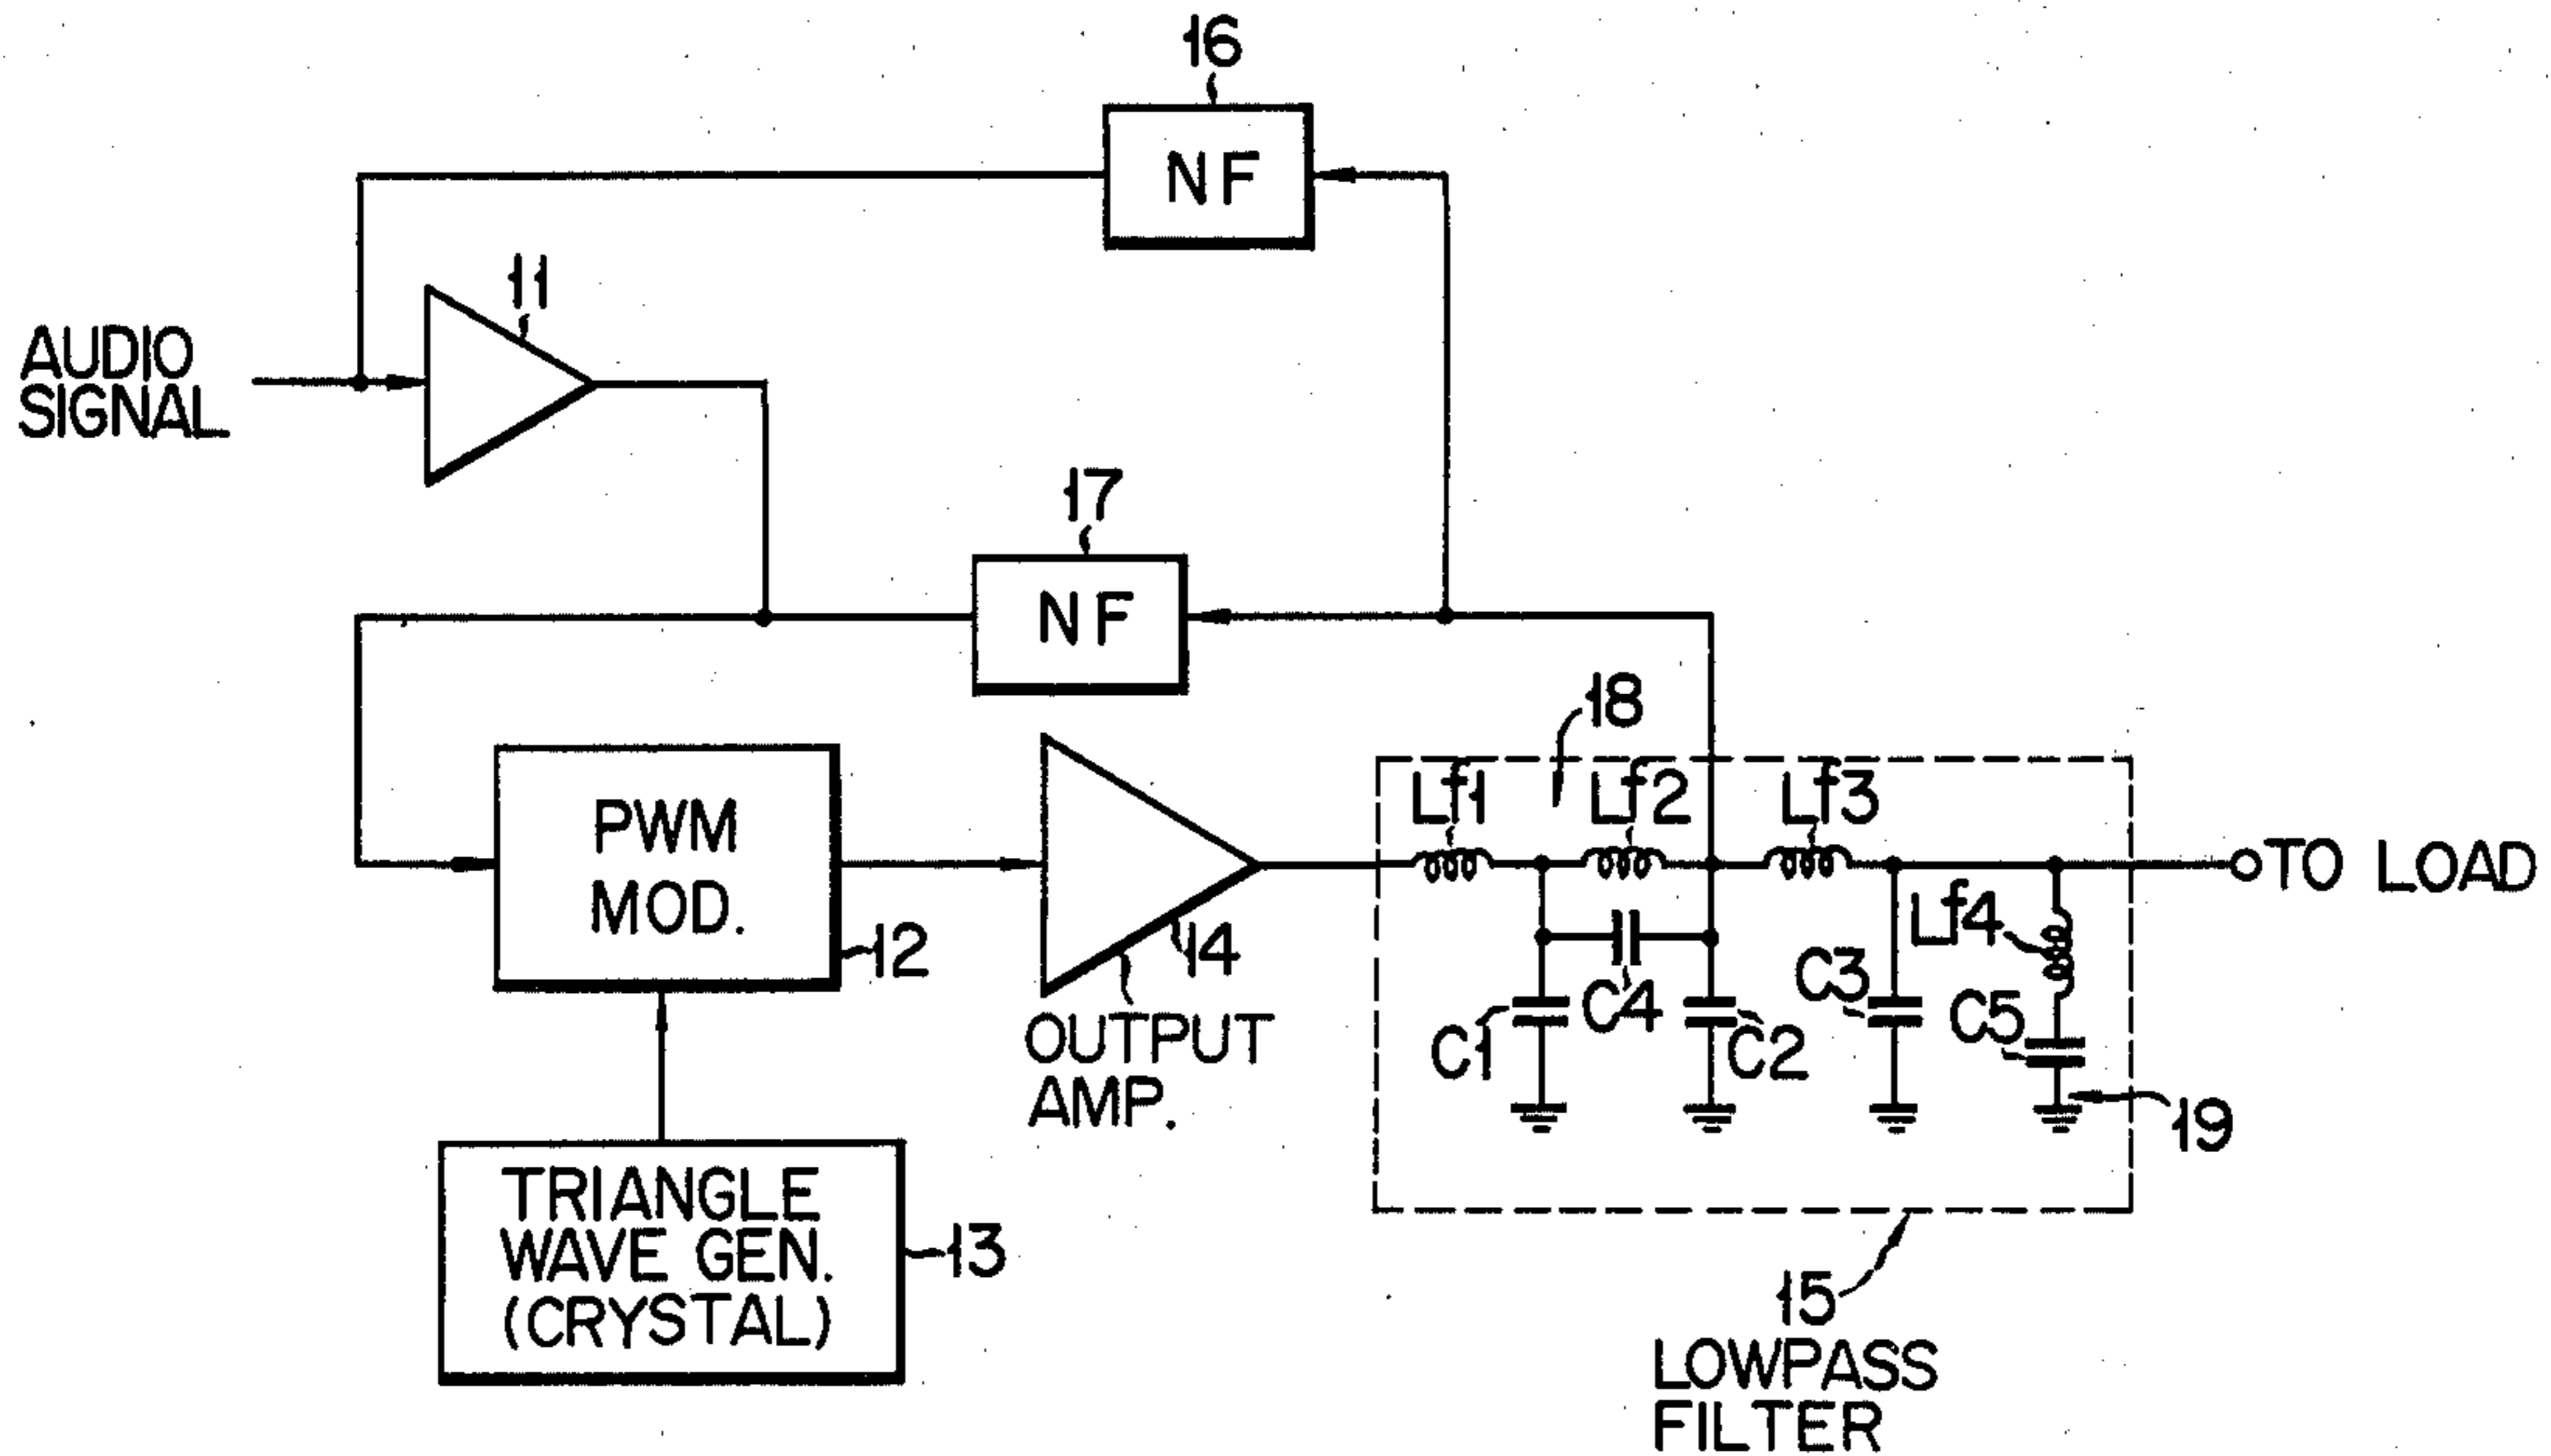 16
NF
11
AUDIO
SIGNAL
17
NF
18
Lf1
Lf2
Lf3
PWM
MOD.
12
14
OUTPUT
AMP.
C1
C4
C2
C3
Lf4
C5
19
TO LOAD
TRIANGLE
WAVE GEN.
(CRYSTAL)
13
15
LOWPASS
FILTER